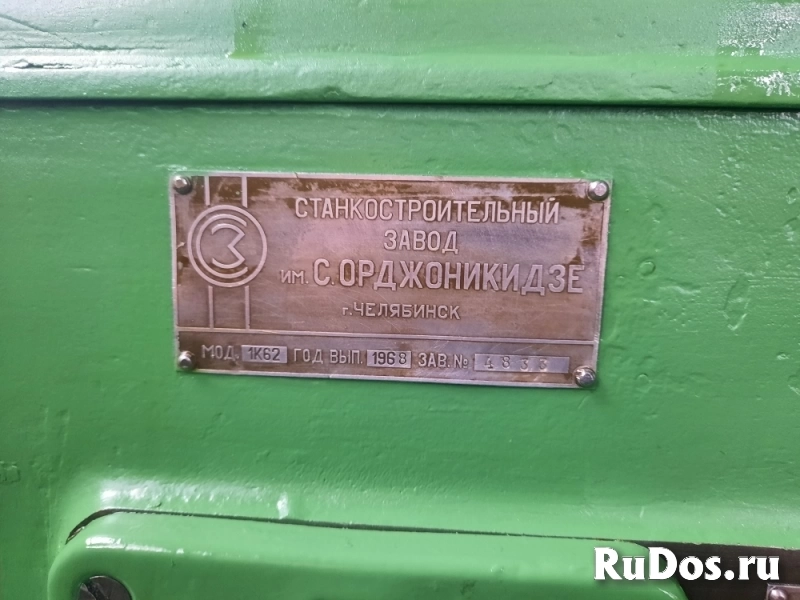 СТАНКОСТРОИТЕЛЬНЫЙ
ЗАВОД
ИМ. С. ОРДЖОНИКИДЗЕ
г. ЧЕЛЯБИНСК
МОД. 1К62 ГОД ВЫП. 1968 ЗАВ. №
RuDos.ru